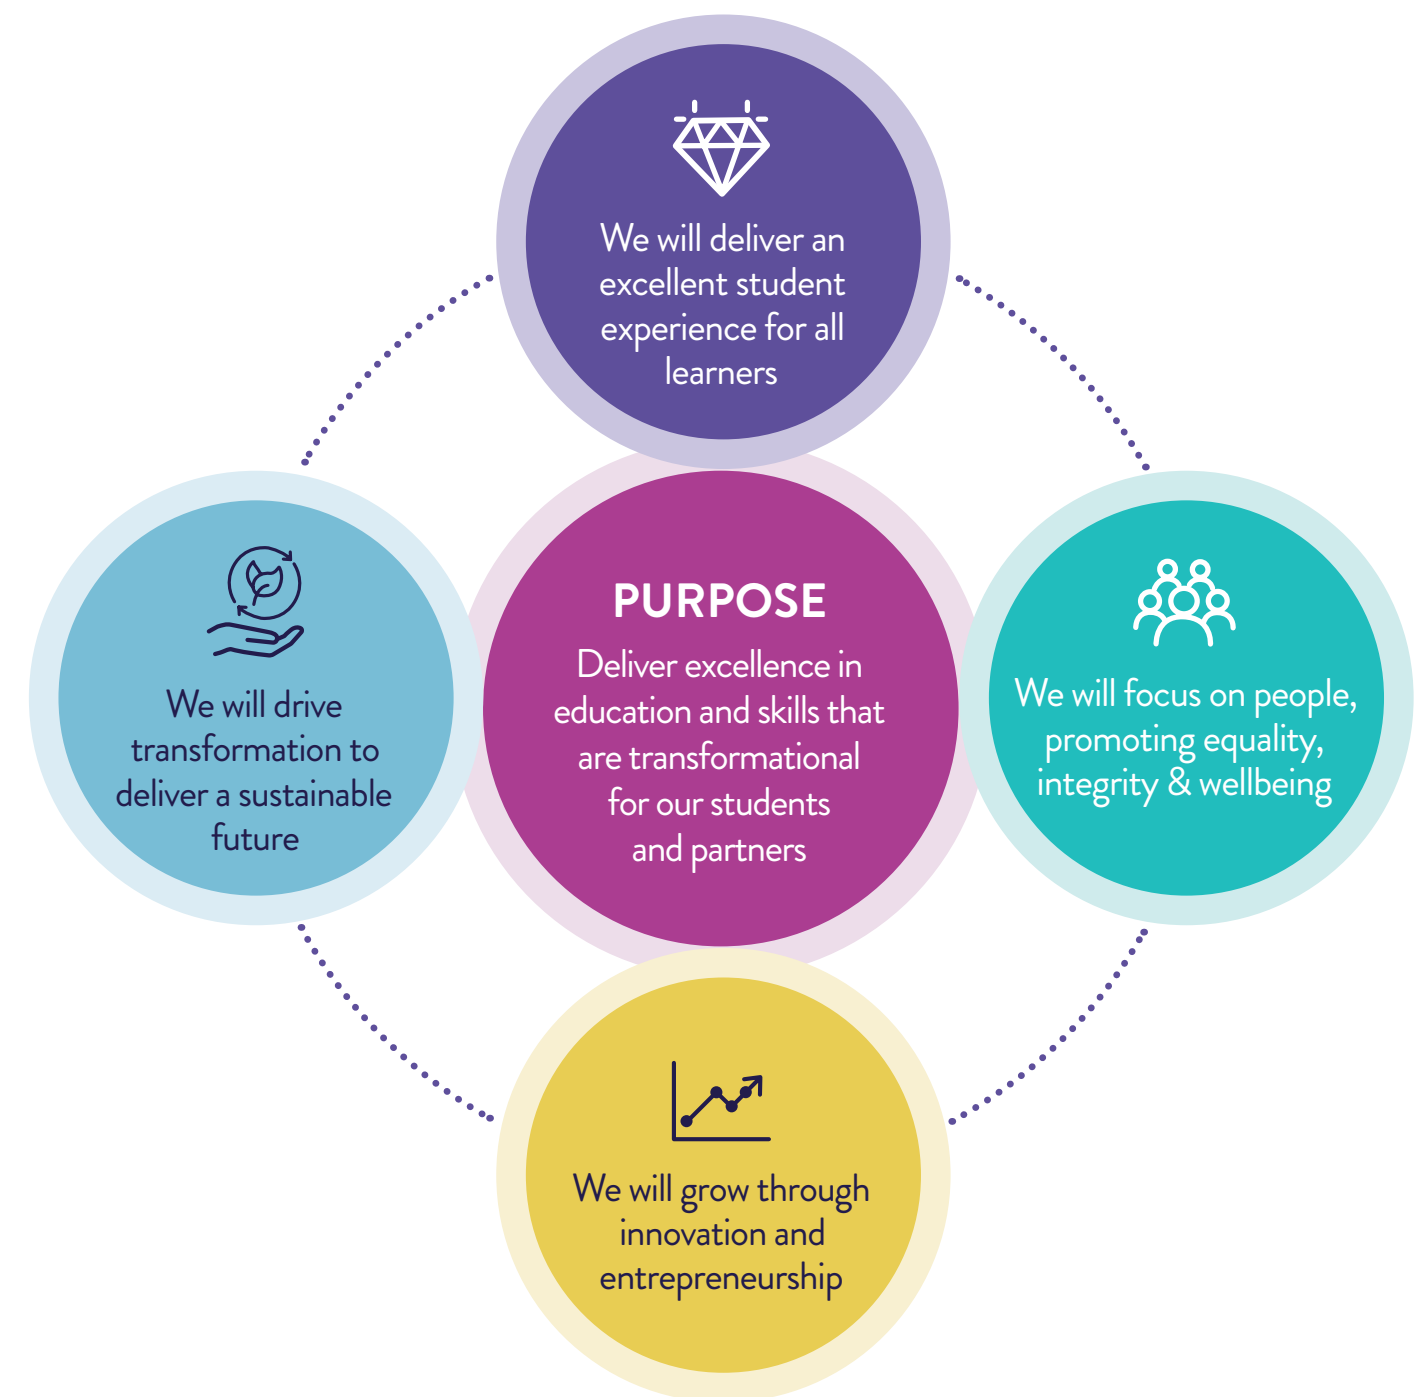 We will deliver an
excellent student
experience for all
learners
We will drive
transformation to
deliver a sustainable
future
PURPOSE
Deliver excellence in
education and skills that
are transformational
for our students
and partners
We will focus on people,
promoting equality,
integrity & wellbeing
We will grow through
innovation and
entrepreneurship